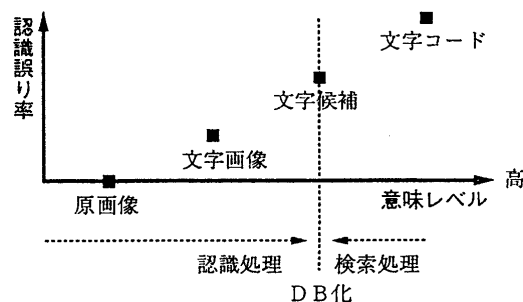 認識誤り率
文字コード
文字候補
文字画像
高
原画像
意味レベル
認識処理
検索処理
DB化